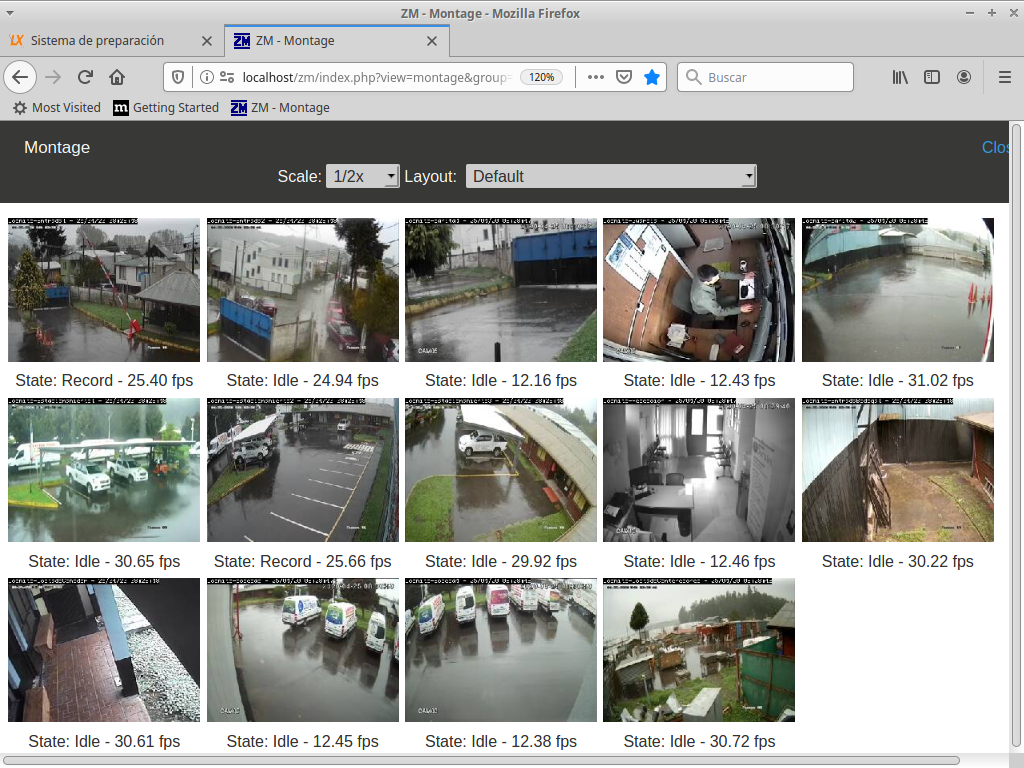 ZM - Montage - Mozilla Firefox
Sistema de preparación
ZM - Montage
localhost/zm/index.php?view=montage&group=
120%
Buscar
Most Visited
Getting Started
ZM - Montage
Montage
Clos
Scale: 1/2x Layout: Default
State: Record - 25.40 fps
State: Idle - 24.94 fps
State: Idle - 12.16 fps
State: Idle - 12.43 fps
State: Idle - 31.02 fps
State: Idle - 30.65 fps
State: Record - 25.66 fps
State: Idle - 29.92 fps
State: Idle - 12.46 fps
State: Idle - 30.22 fps
State: Idle - 30.61 fps
State: Idle - 12.45 fps
State: Idle - 12.38 fps
State: Idle - 30.72 fps